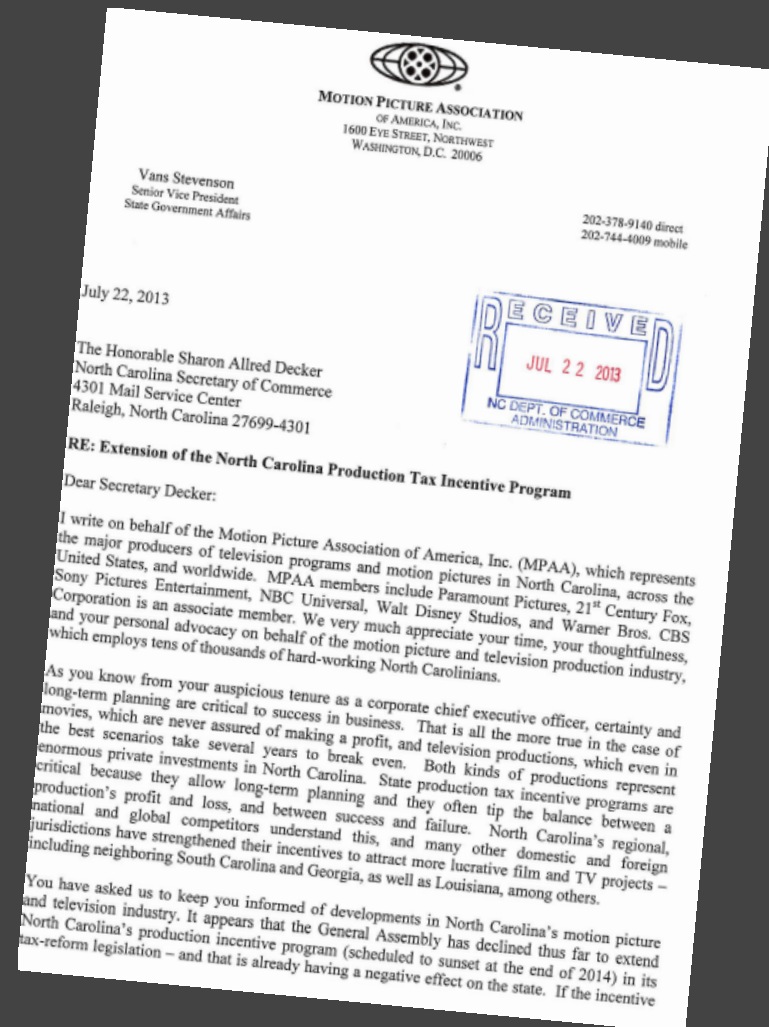 MOTION PICTURE ASSOCIATION
OF AMERICA, INC.
1600 EYE STREET, NORTHWEST
WASHINGTON, D.C. 20006
Vans Stevenson
Senior Vice President
State Government Affairs
202-378-9140 direct
202-744-4009 mobile
July 22, 2013
RECEIVED
JUL 22 2013
NC DEPT. OF COMMERCE
ADMINISTRATION
The Honorable Sharon Allred Decker
North Carolina Secretary of Commerce
4301 Mail Service Center
Raleigh, North Carolina 27699-4301
RE: Extension of the North Carolina Production Tax Incentive Program
Dear Secretary Decker:
I write on behalf of the Motion Picture Association of America, Inc. (MPAA), which represents
the major producers of television programs and motion pictures in North Carolina, across the
United States, and worldwide. MPAA members include Paramount Pictures, 21st Century Fox,
Sony Pictures Entertainment, NBC Universal, Walt Disney Studios, and Warner Bros. CBS
Corporation is an associate member. We very much appreciate your time, your thoughtfulness,
and your personal advocacy on behalf of the motion picture and television production industry,
which employs tens of thousands of hard-working North Carolinians.
As you know from your auspicious tenure as a corporate chief executive officer, certainty and
long-term planning are critical to success in business. That is all the more true in the case of
movies, which are never assured of making a profit, and television productions, which even in
the best scenarios take several years to break even. Both kinds of productions represent
enormous private investments in North Carolina. State production tax incentive programs are
critical because they allow long-term planning and they often tip the balance between a
production's profit and loss, and between success and failure. North Carolina's regional,
national and global competitors understand this, and many other domestic and foreign
jurisdictions have strengthened their incentives to attract more lucrative film and TV projects –
including neighboring South Carolina and Georgia, as well as Louisiana, among others.
You have asked us to keep you informed of developments in North Carolina's motion picture
and television industry. It appears that the General Assembly has declined thus far to extend
North Carolina's production incentive program (scheduled to sunset at the end of 2014) in its
tax-reform legislation – and that is already having a negative effect on the state. If the incentive